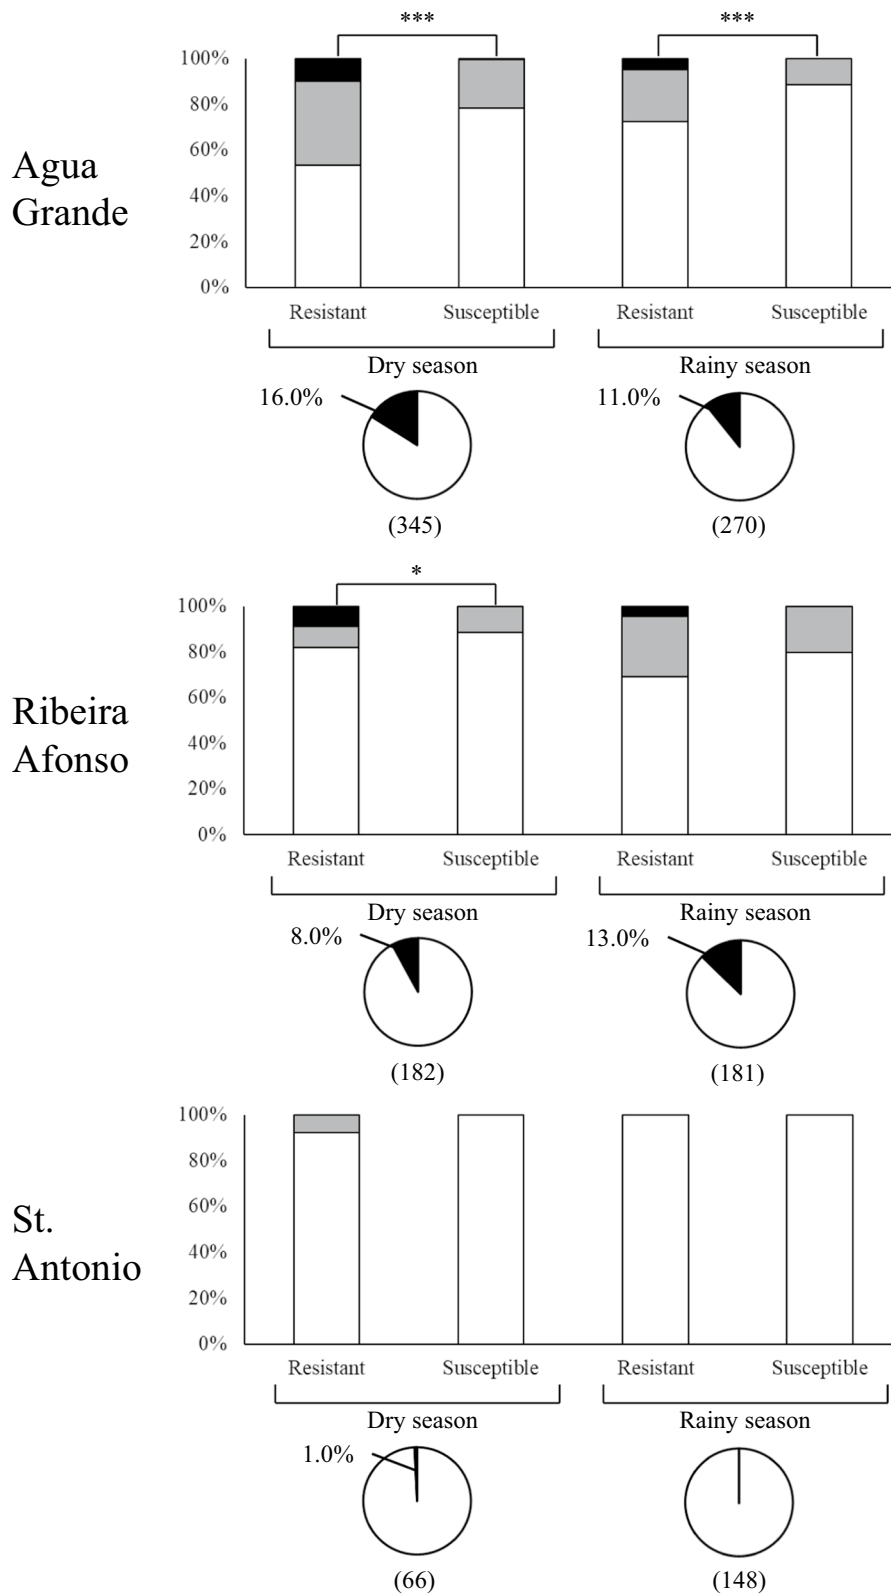 *** ***
100%
80%
60%
40%
20%
0%
Agua
Grande
Resistant Susceptible Resistant Susceptible
Dry season Rainy season
16.0% 11.0%
(345) (270)
*
100%
80%
60%
40%
20%
0%
Ribeira
Afonso
Resistant Susceptible Resistant Susceptible
Dry season Rainy season
8.0% 13.0%
(182) (181)
100%
80%
60%
40%
20%
0%
St.
Antonio
Resistant Susceptible Resistant Susceptible
Dry season Rainy season
1.0%
(66) (148)